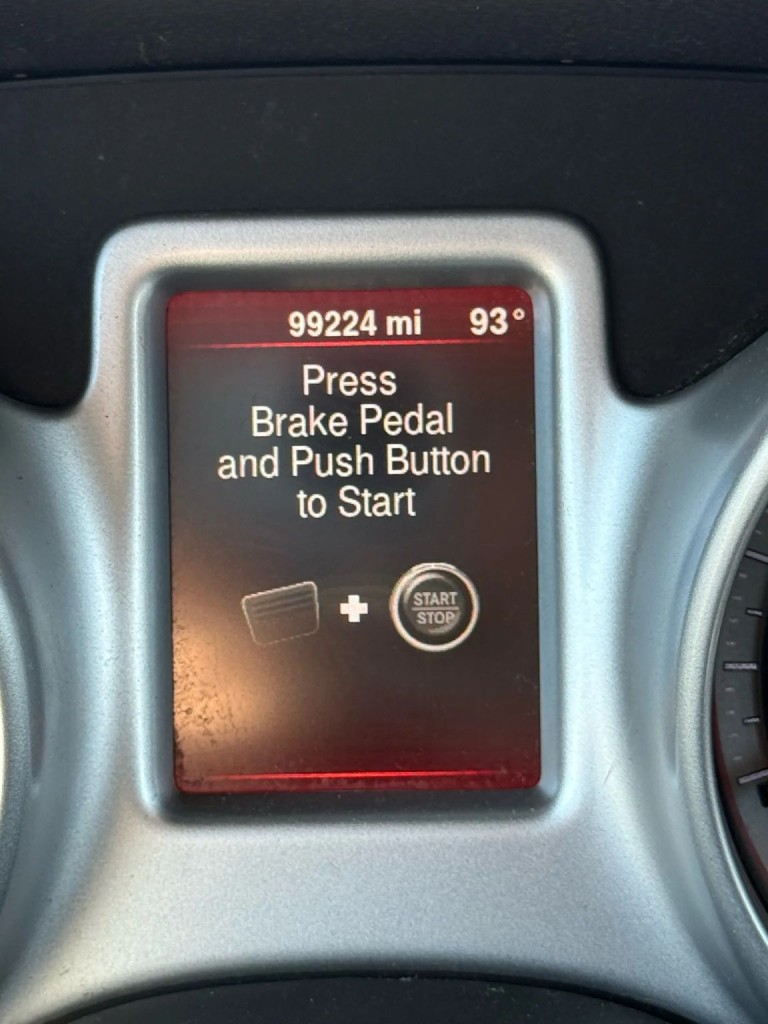 99224 mi 93°
Press
Brake Pedal
and Push Button
to Start
START
STOP